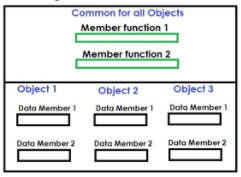 Common for all Objects
Member function 1
Member function 2
Object 1 Object 2 Object 3
Data Member 1 Data Member 1 Data Member 1
Data Member 2 Data Member 2 Data Member 2